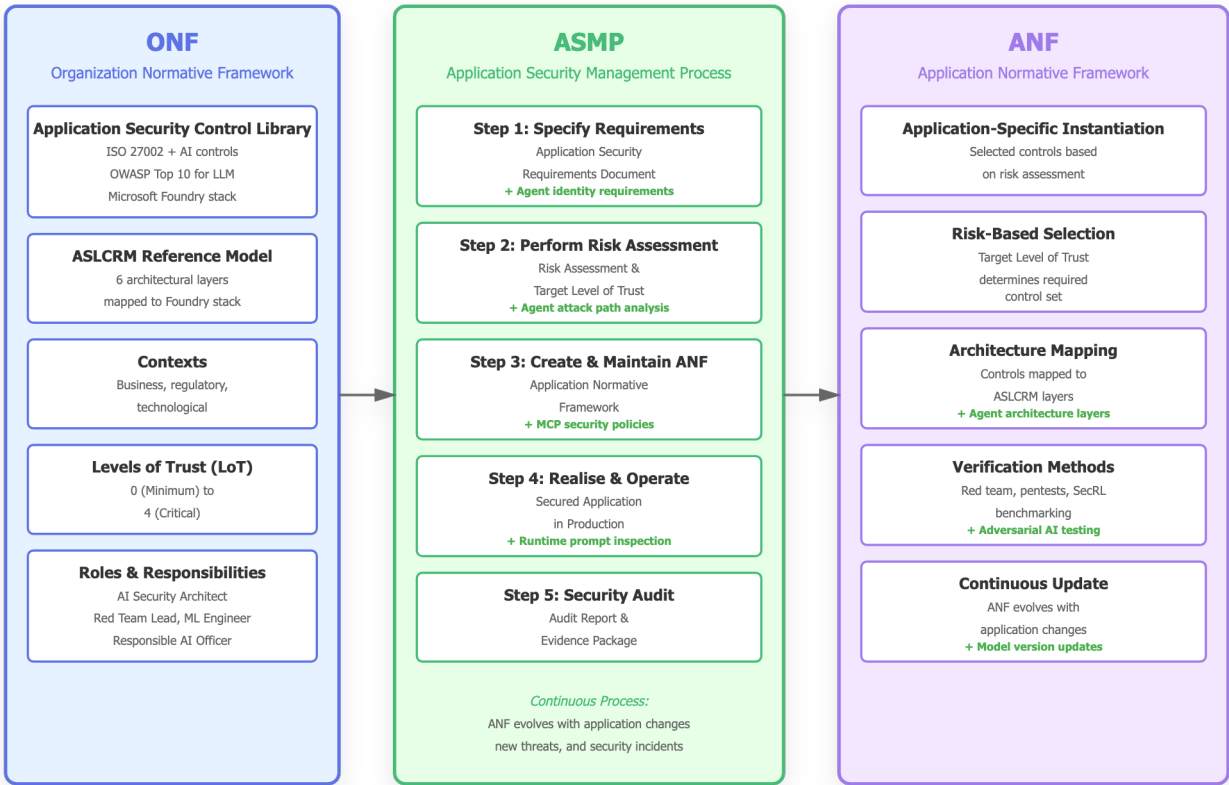 ONF
Organization Normative Framework
Application Security Control Library
ISO 27002 + AI controls
OWASP Top 10 for LLM
Microsoft Foundry stack
ASLCRM Reference Model
6 architectural layers
mapped to Foundry stack
Contexts
Business, regulatory,
technological
Levels of Trust (LoT)
0 (Minimum) to
4 (Critical)
Roles & Responsibilities
AI Security Architect
Red Team Lead, ML Engineer
Responsible AI Officer
ASMP
Application Security Management Process
Step 1: Specify Requirements
Application Security
Requirements Document
+ Agent identity requirements
Step 2: Perform Risk Assessment
Risk Assessment &
Target Level of Trust
+ Agent attack path analysis
Step 3: Create & Maintain ANF
Application Normative
Framework
+ MCP security policies
Step 4: Realise & Operate
Secured Application
in Production
+ Runtime prompt inspection
Step 5: Security Audit
Audit Report &
Evidence Package
Continuous Process:
ANF evolves with application changes
new threats, and security incidents
ANF
Application Normative Framework
Application-Specific Instantiation
Selected controls based
on risk assessment
Risk-Based Selection
Target Level of Trust
determines required
control set
Architecture Mapping
Controls mapped to
ASLCRM layers
+ Agent architecture layers
Verification Methods
Red team, pentests, SecRL
benchmarking
+ Adversarial AI testing
Continuous Update
ANF evolves with
application changes
+ Model version updates